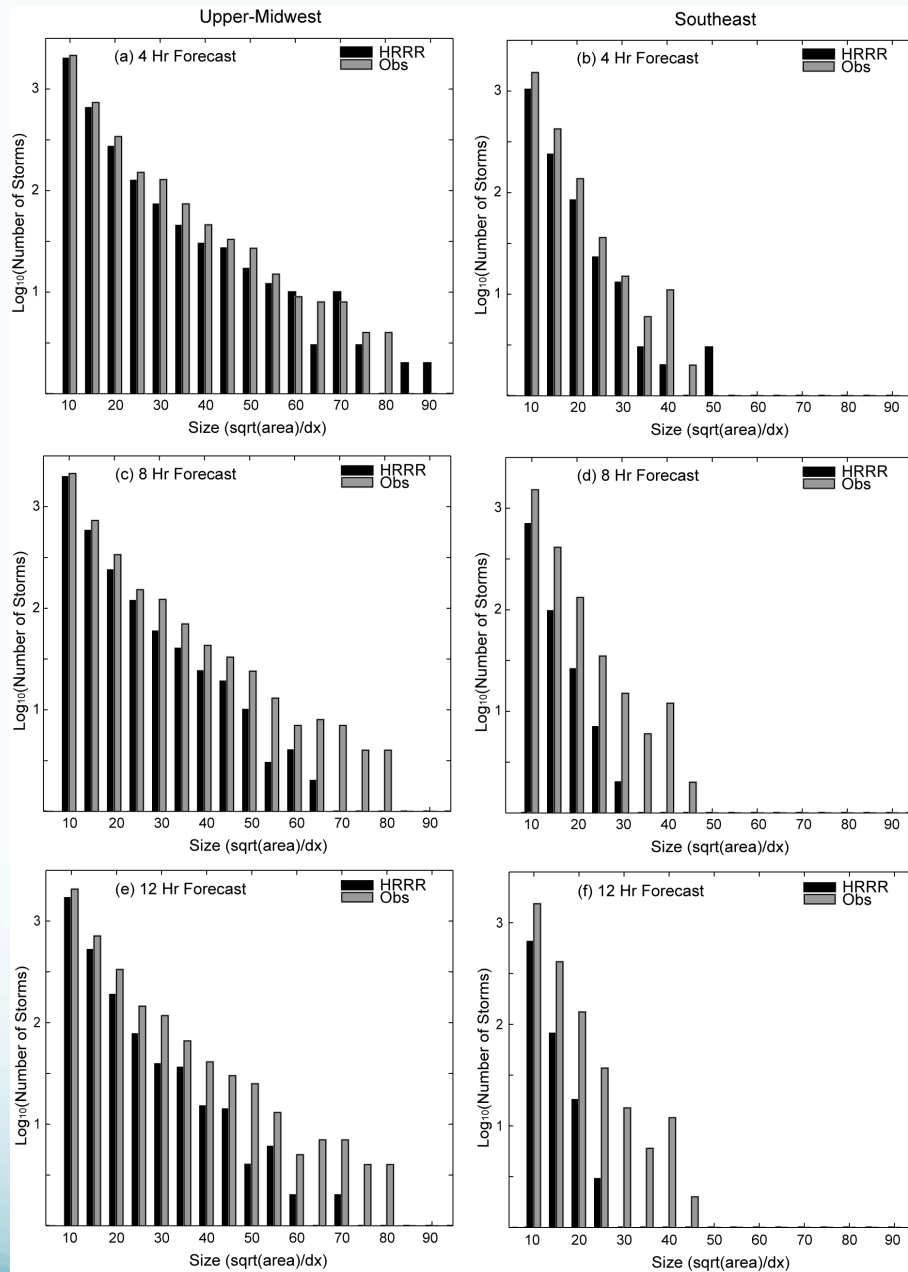 Upper-Midwest
Southeast
(a) 4 Hr Forecast
HRRR
Obs
Log₁₀(Number of Storms)
3
2
1
10 20 30 40 50 60 70 80 90
Size (sqrt(area)/dx)
(b) 4 Hr Forecast
HRRR
Obs
Log₁₀(Number of Storms)
3
2
1
10 20 30 40 50 60 70 80 90
Size (sqrt(area)/dx)
(c) 8 Hr Forecast
HRRR
Obs
Log₁₀(Number of Storms)
3
2
1
10 20 30 40 50 60 70 80 90
Size (sqrt(area)/dx)
(d) 8 Hr Forecast
HRRR
Obs
Log₁₀(Number of Storms)
3
2
1
10 20 30 40 50 60 70 80 90
Size (sqrt(area)/dx)
(e) 12 Hr Forecast
HRRR
Obs
Log₁₀(Number of Storms)
3
2
1
10 20 30 40 50 60 70 80 90
Size (sqrt(area)/dx)
(f) 12 Hr Forecast
HRRR
Obs
Log₁₀(Number of Storms)
3
2
1
10 20 30 40 50 60 70 80 90
Size (sqrt(area)/dx)